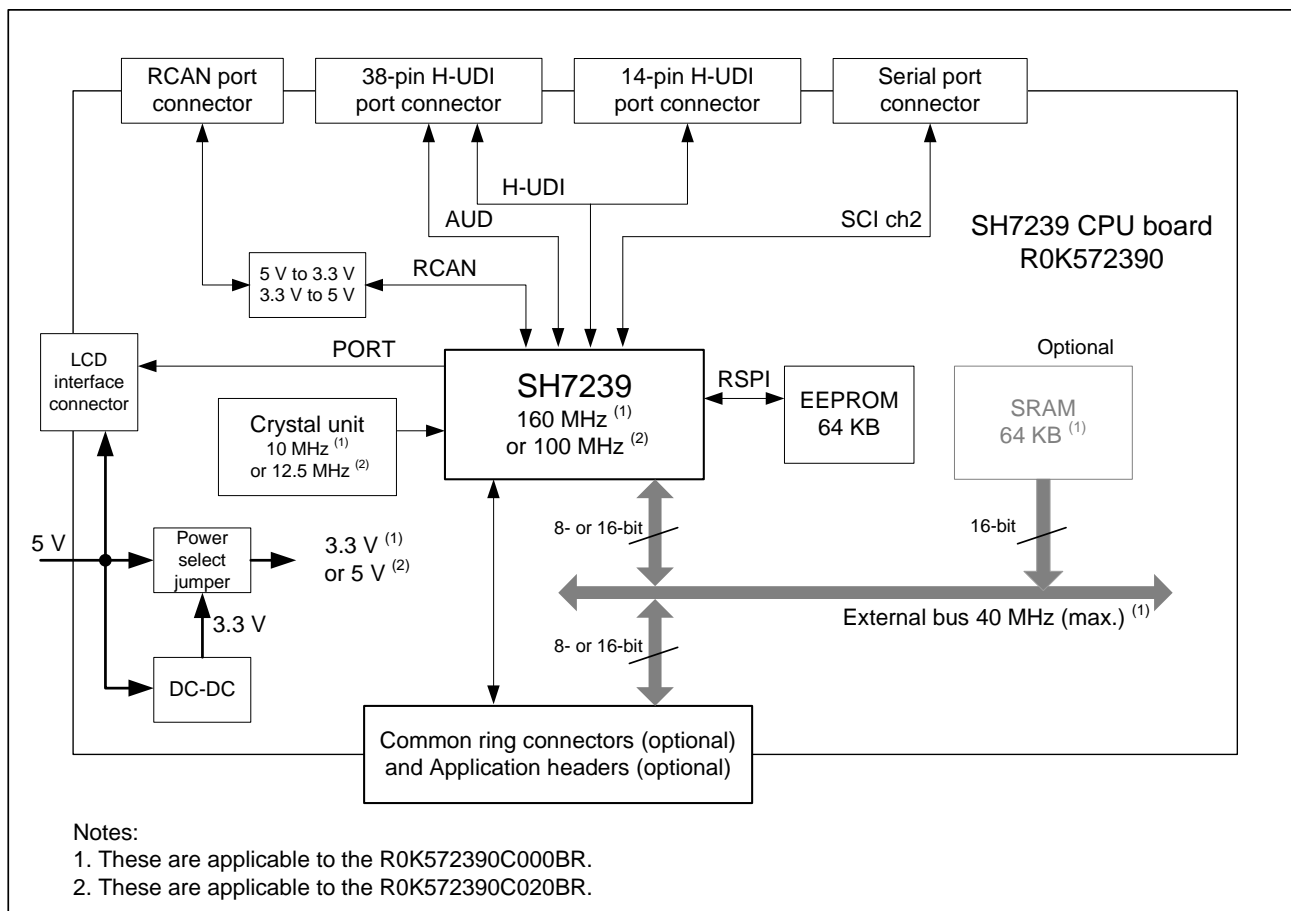 RCAN port
connector
38-pin H-UDI
port connector
14-pin H-UDI
port connector
Serial port
connector
H-UDI
AUD
SCI ch2
SH7239 CPU board
R0K572390
5 V to 3.3 V
3.3 V to 5 V
RCAN
LCD
interface
connector
PORT
Optional
SH7239
160 MHz (1)
or 100 MHz (2)
RSPI
EEPROM
64 KB
SRAM
64 KB (1)
Crystal unit
10 MHz (1)
or 12.5 MHz (2)
8- or 16-bit
16-bit
5 V
Power
select
jumper
3.3 V (1)
or 5 V (2)
3.3 V
External bus 40 MHz (max.) (1)
8- or 16-bit
DC-DC
Common ring connectors (optional)
and Application headers (optional)
Notes:
1. These are applicable to the R0K572390C000BR.
2. These are applicable to the R0K572390C020BR.